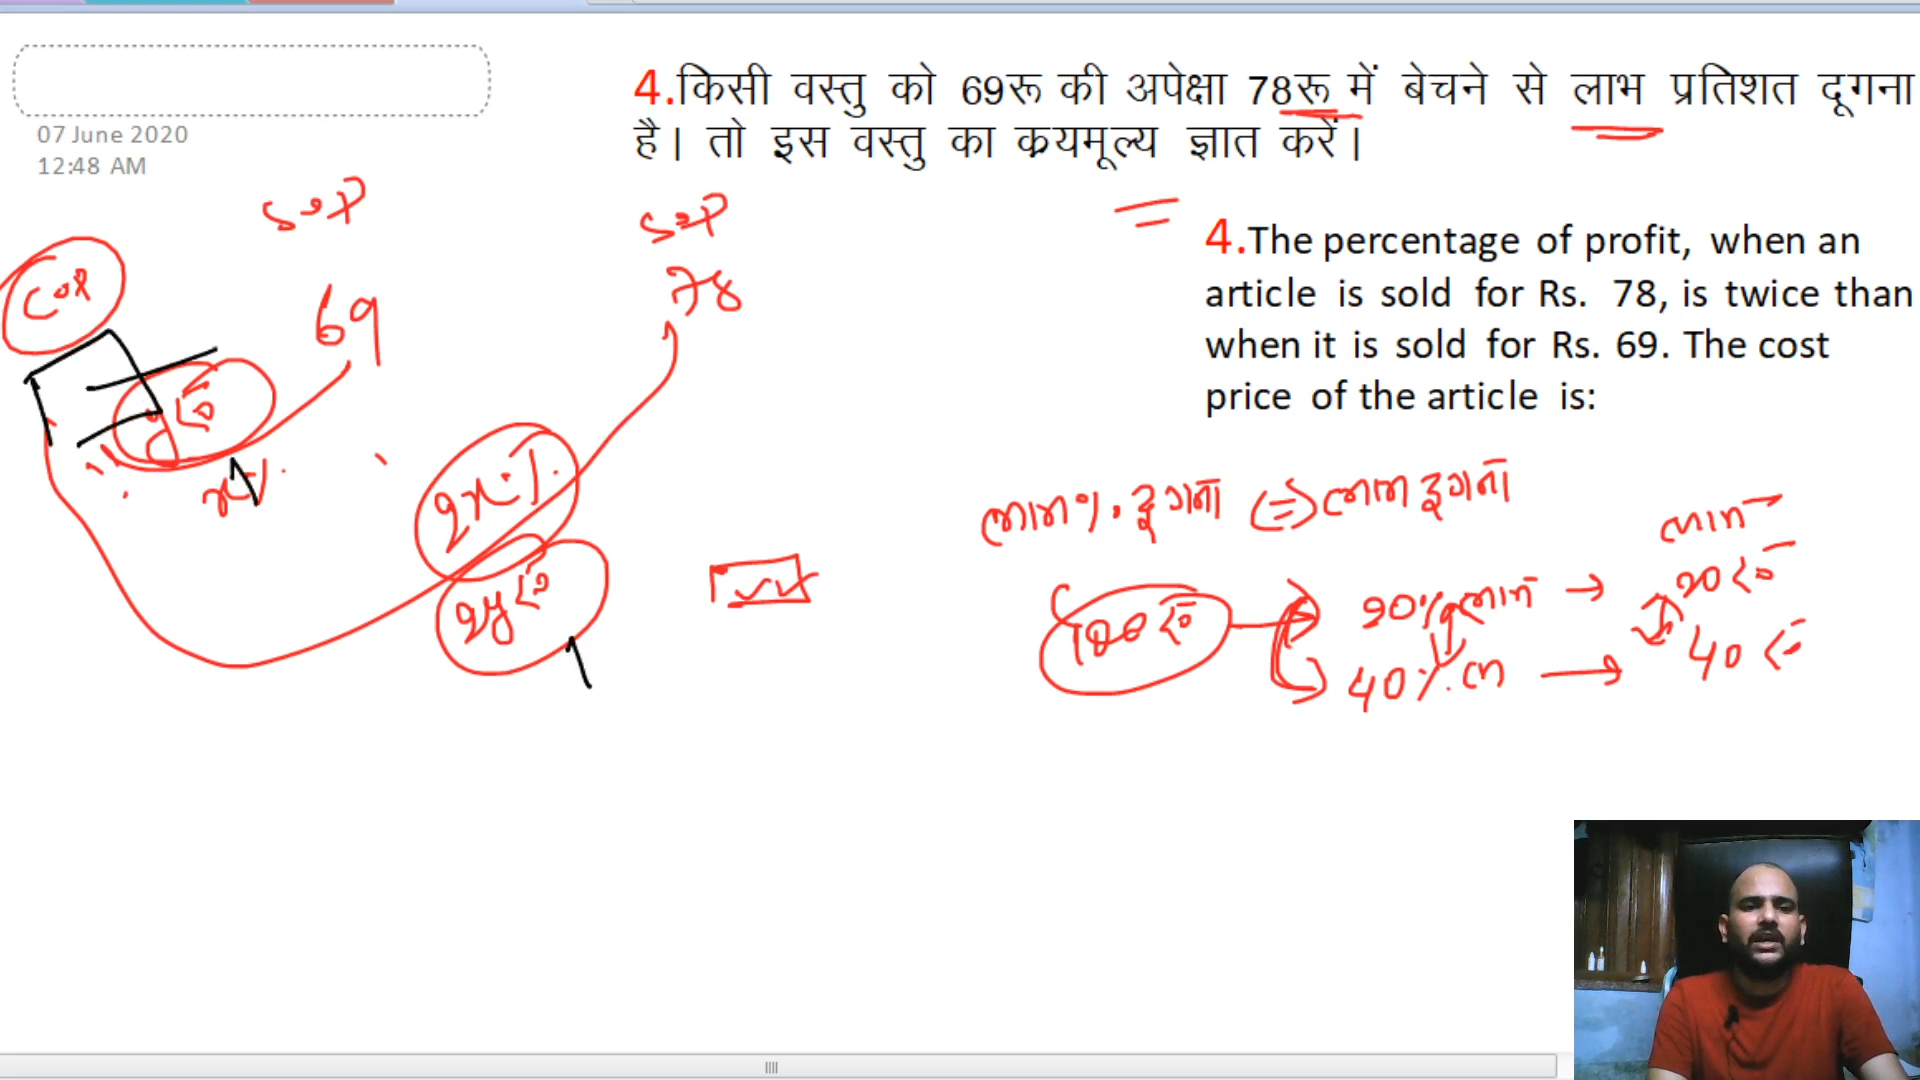 07 June 2020
12:48 AM
4.किसी वस्तु को 69रू की अपेक्षा 78रू में बेचने से लाभ प्रतिशत दूगना
है। तो इस वस्तु का क्रयमूल्य ज्ञात करें।
4.The percentage of profit, when an
article is sold for Rs. 78, is twice than
when it is sold for Rs. 69. The cost
price of the article is:
69
78
2x%
2y रु
लाभ% दुगना ⇔ लाभ दुगना
लाभ
100 रु
20% लाभ → 20 रु
40% ला → 40 रु